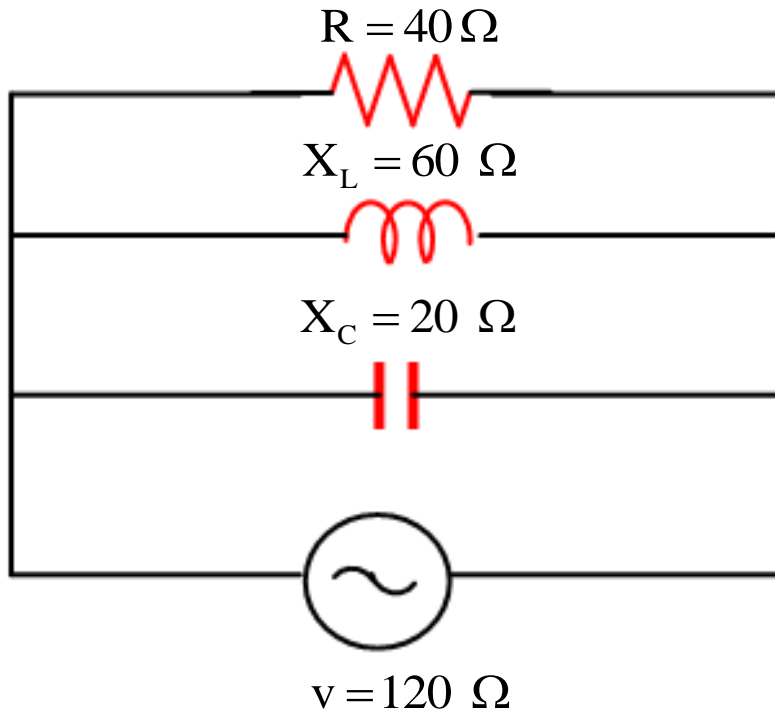 R = 40 Ω
X_L = 60 Ω
X_C = 20 Ω
v = 120 Ω